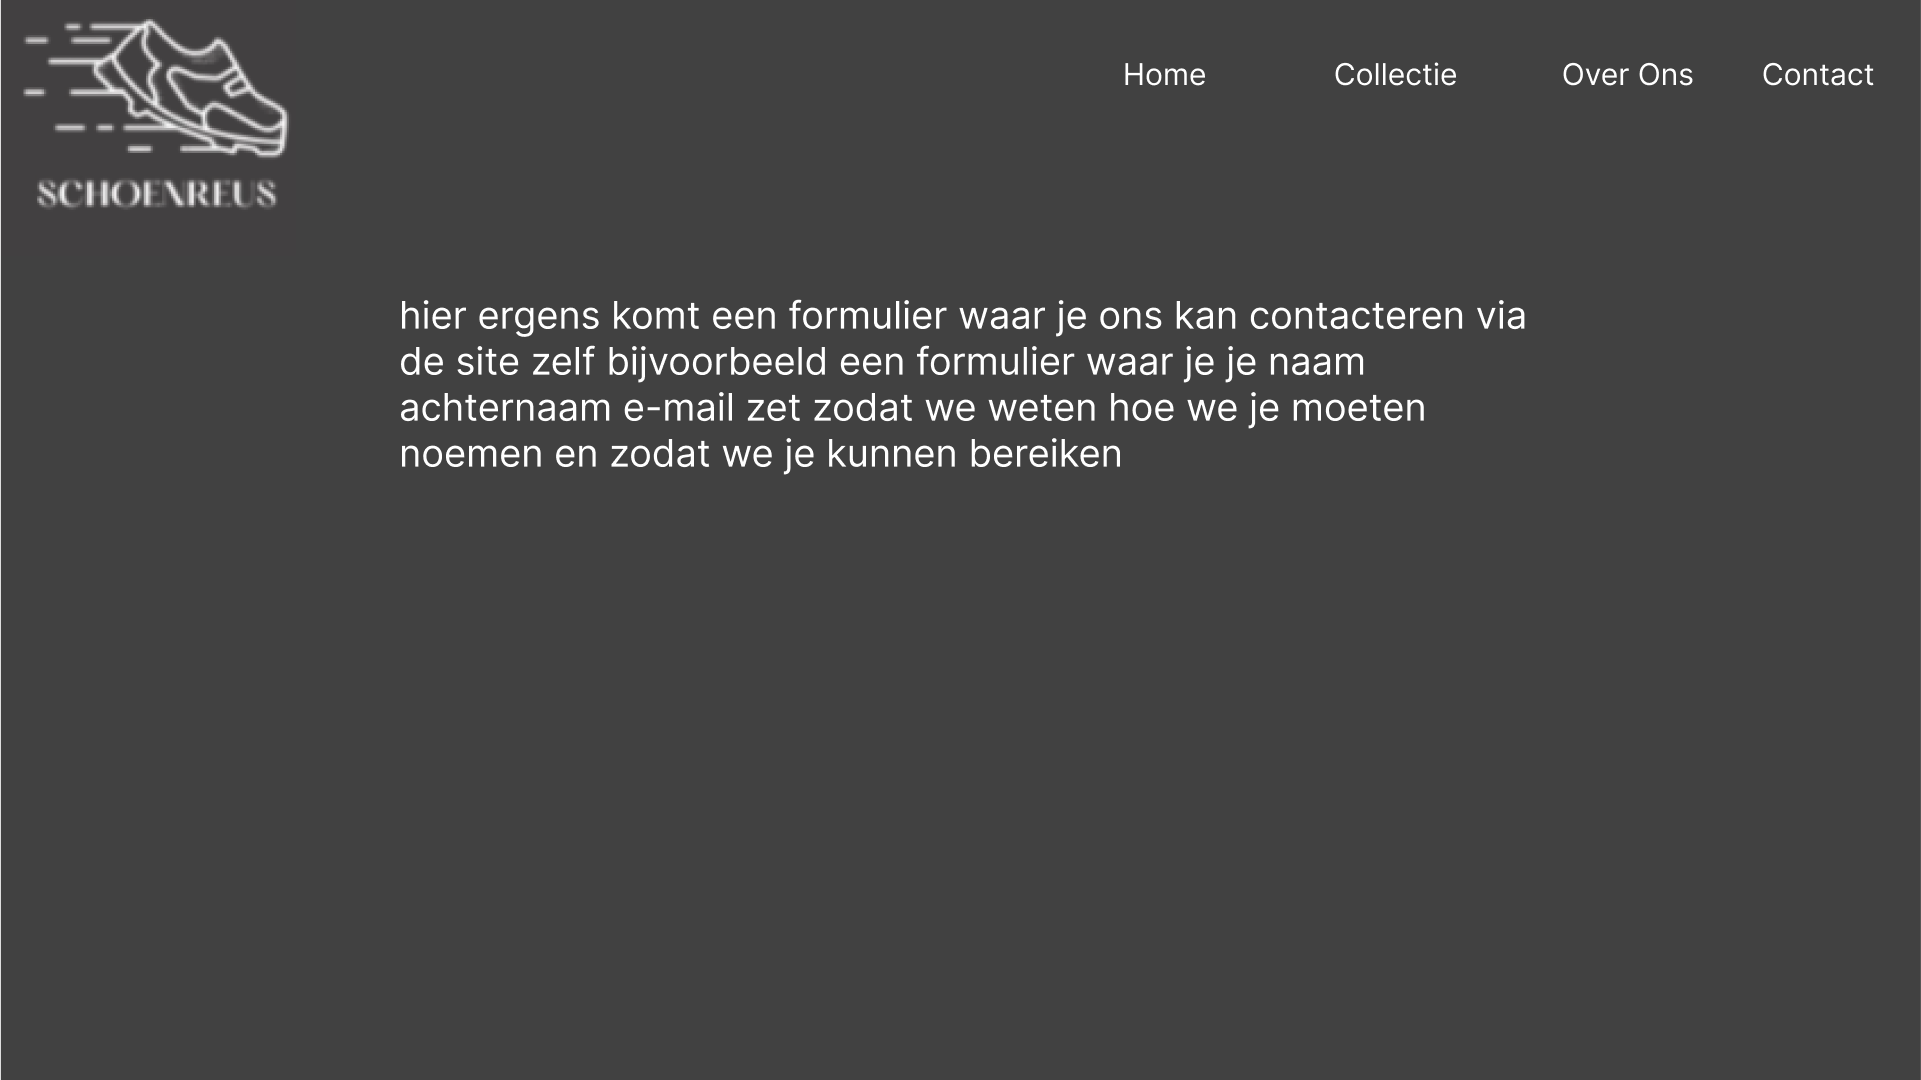 SCHOENREUS
Home Collectie Over Ons Contact
hier ergens komt een formulier waar je ons kan contacteren via
de site zelf bijvoorbeeld een formulier waar je je naam
achternaam e-mail zet zodat we weten hoe we je moeten
noemen en zodat we je kunnen bereiken